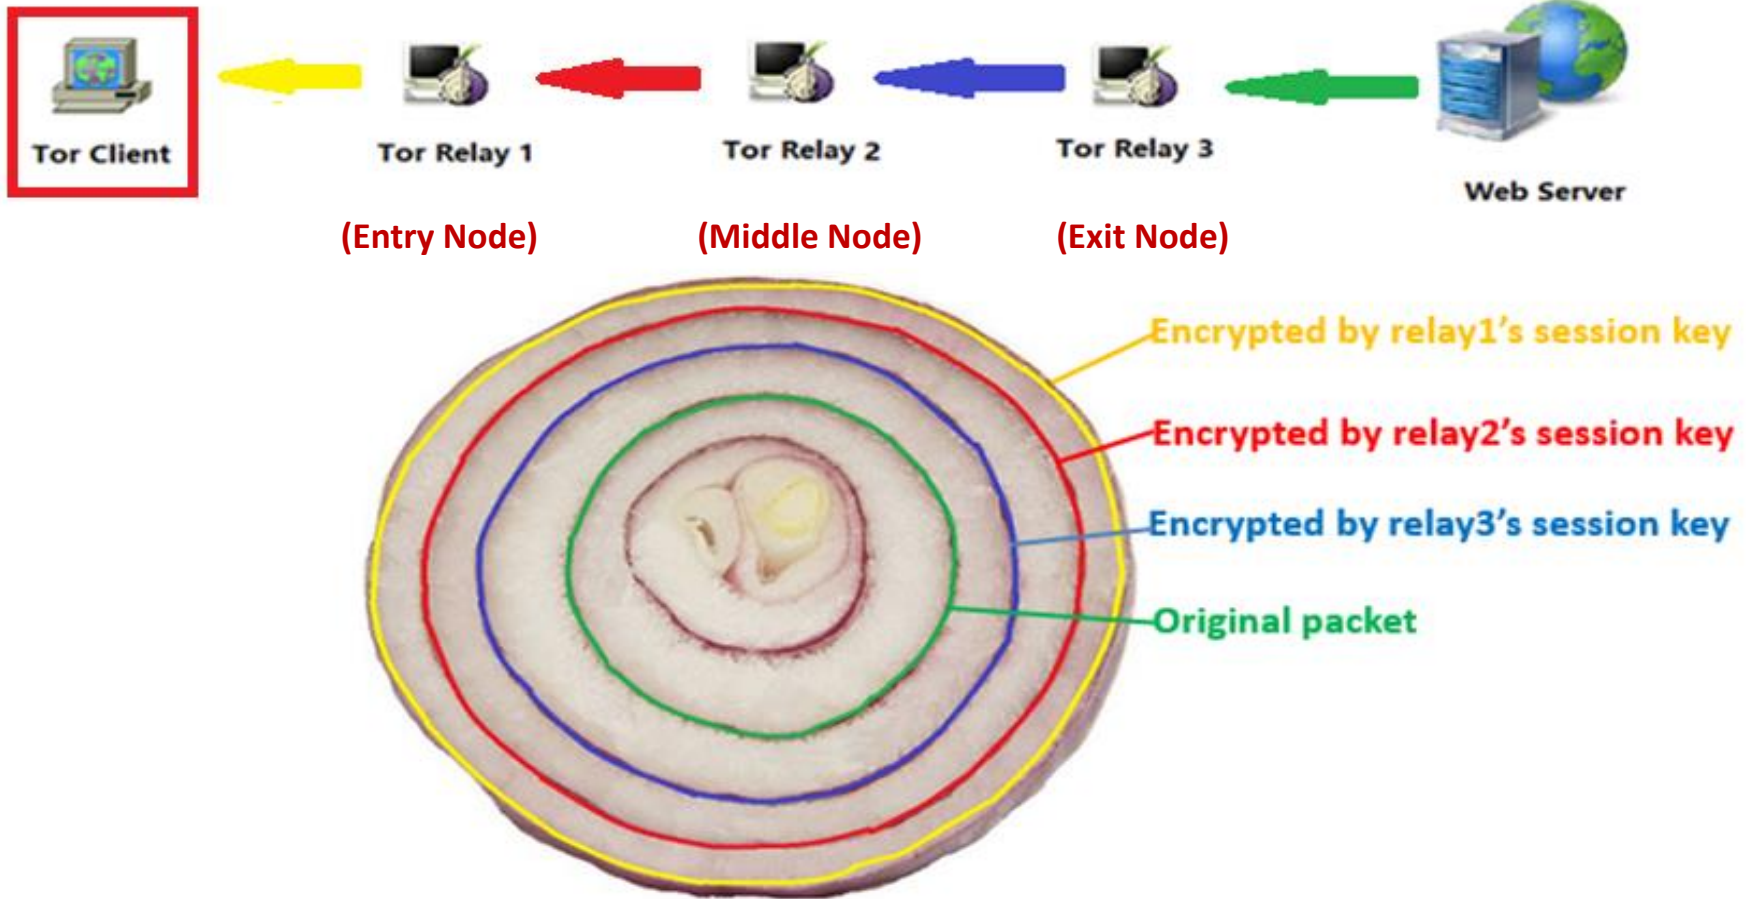 Tor Client
Tor Relay 1
Tor Relay 2
Tor Relay 3
Web Server
(Entry Node)
(Middle Node)
(Exit Node)
Encrypted by relay1’s session key
Encrypted by relay2’s session key
Encrypted by relay3’s session key
Original packet